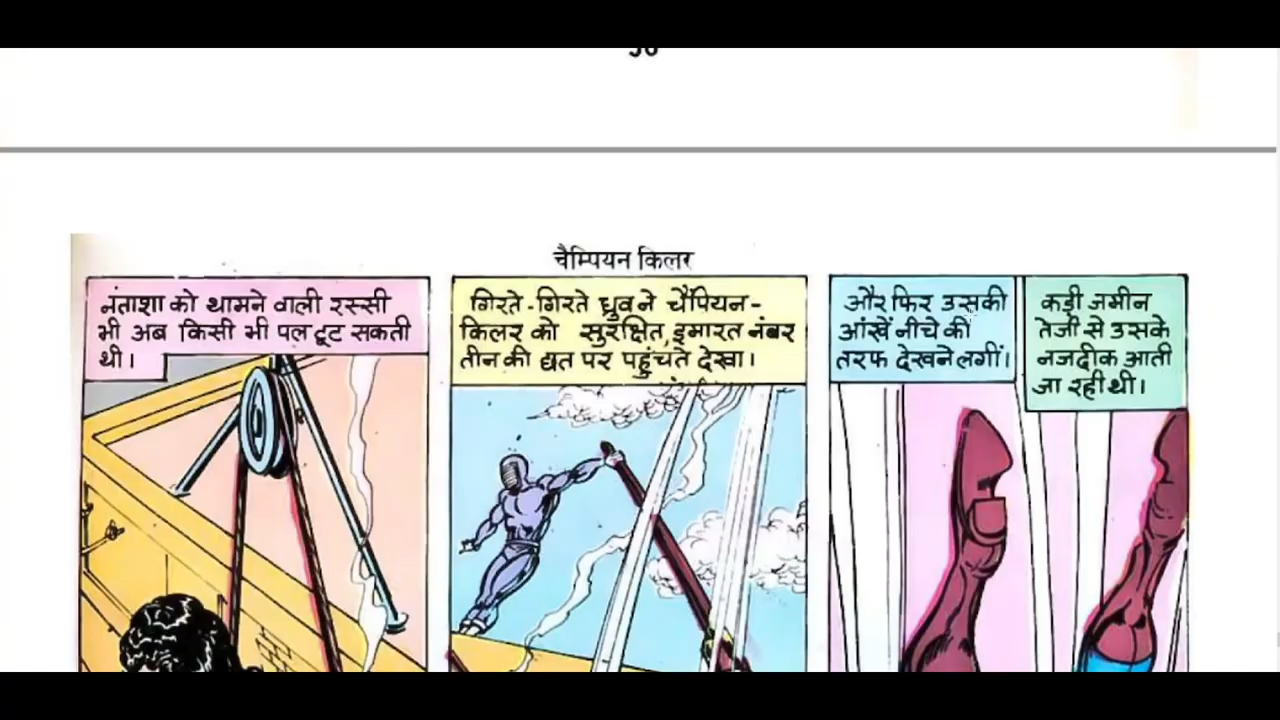 चैम्पियन किलर
नताशा को थामने वाली रस्सी
भी अब किसी भी पल टूट सकती
थी।
गिरते-गिरते ध्रुव ने चैंपियन-
किलर को सुरक्षित, इमारत नंबर
तीन की छत पर पहुंचते देखा।
और फिर उसकी
आंखें नीचे की
तरफ देखने लगीं।
कड़ी जमीन
तेजी से उसके
नजदीक आती
जा रही थी।